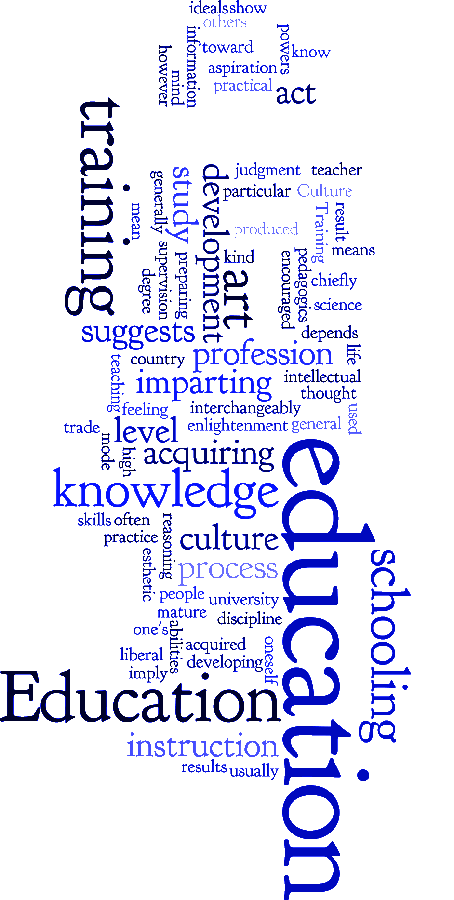 idealsshow
others
information
toward
powers
know
however
mind
aspiration
practical
act
training
study
generally
development
judgment
teacher
particular
Culture
mean
produced
Training
result
means
supervision
preparing
kind
art
encouraged
pedagogics
chiefly
degree
science
suggests
depends
profession
life
teaching
country
imparting
intellectual
thought
feeling
interchangeably
used
trade
mode
level
enlightenment
general
high
acquiring
education
knowledge
skills
often
practice
reasoning
culture
schooling
esthetic
process
people
university
mature
discipline
one's
abilities
acquired
oneself
liberal
developing
imply
Education
instruction
results
usually